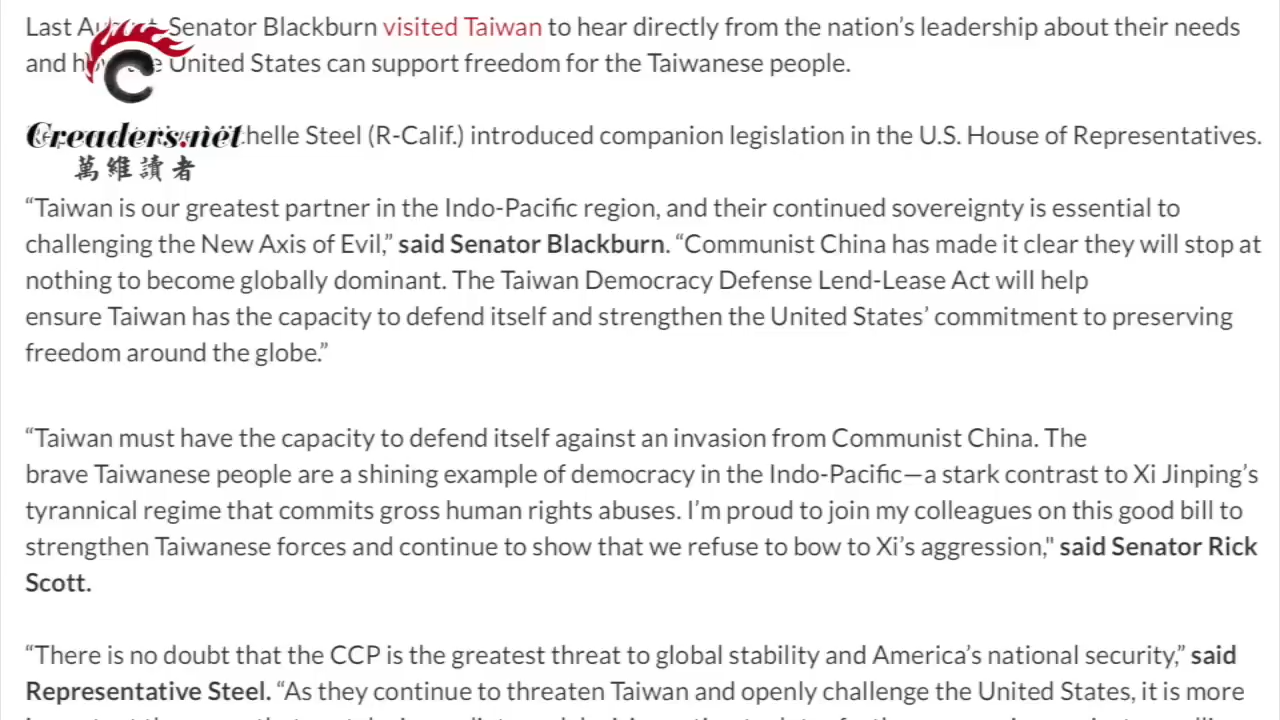 Last August, Senator Blackburn visited Taiwan to hear directly from the nation’s leadership about their needs
and how the United States can support freedom for the Taiwanese people.
Creaders.net
chelle Steel (R-Calif.) introduced companion legislation in the U.S. House of Representatives.
萬維讀者
“Taiwan is our greatest partner in the Indo-Pacific region, and their continued sovereignty is essential to
challenging the New Axis of Evil,” said Senator Blackburn. “Communist China has made it clear they will stop at
nothing to become globally dominant. The Taiwan Democracy Defense Lend-Lease Act will help
ensure Taiwan has the capacity to defend itself and strengthen the United States’ commitment to preserving
freedom around the globe.”
“Taiwan must have the capacity to defend itself against an invasion from Communist China. The
brave Taiwanese people are a shining example of democracy in the Indo-Pacific—a stark contrast to Xi Jinping’s
tyrannical regime that commits gross human rights abuses. I’m proud to join my colleagues on this good bill to
strengthen Taiwanese forces and continue to show that we refuse to bow to Xi’s aggression," said Senator Rick
Scott.
“There is no doubt that the CCP is the greatest threat to global stability and America’s national security,” said
Representative Steel. “As they continue to threaten Taiwan and openly challenge the United States, it is more